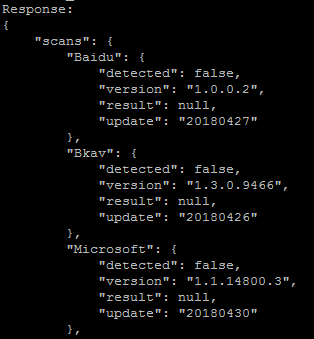 Response:
{
    "scans": {
        "Baidu": {
            "detected": false,
            "version": "1.0.0.2",
            "result": null,
            "update": "20180427"
        },
        "Bkav": {
            "detected": false,
            "version": "1.3.0.9466",
            "result": null,
            "update": "20180426"
        },
        "Microsoft": {
            "detected": false,
            "version": "1.1.14800.3",
            "result": null,
            "update": "20180430"
        },